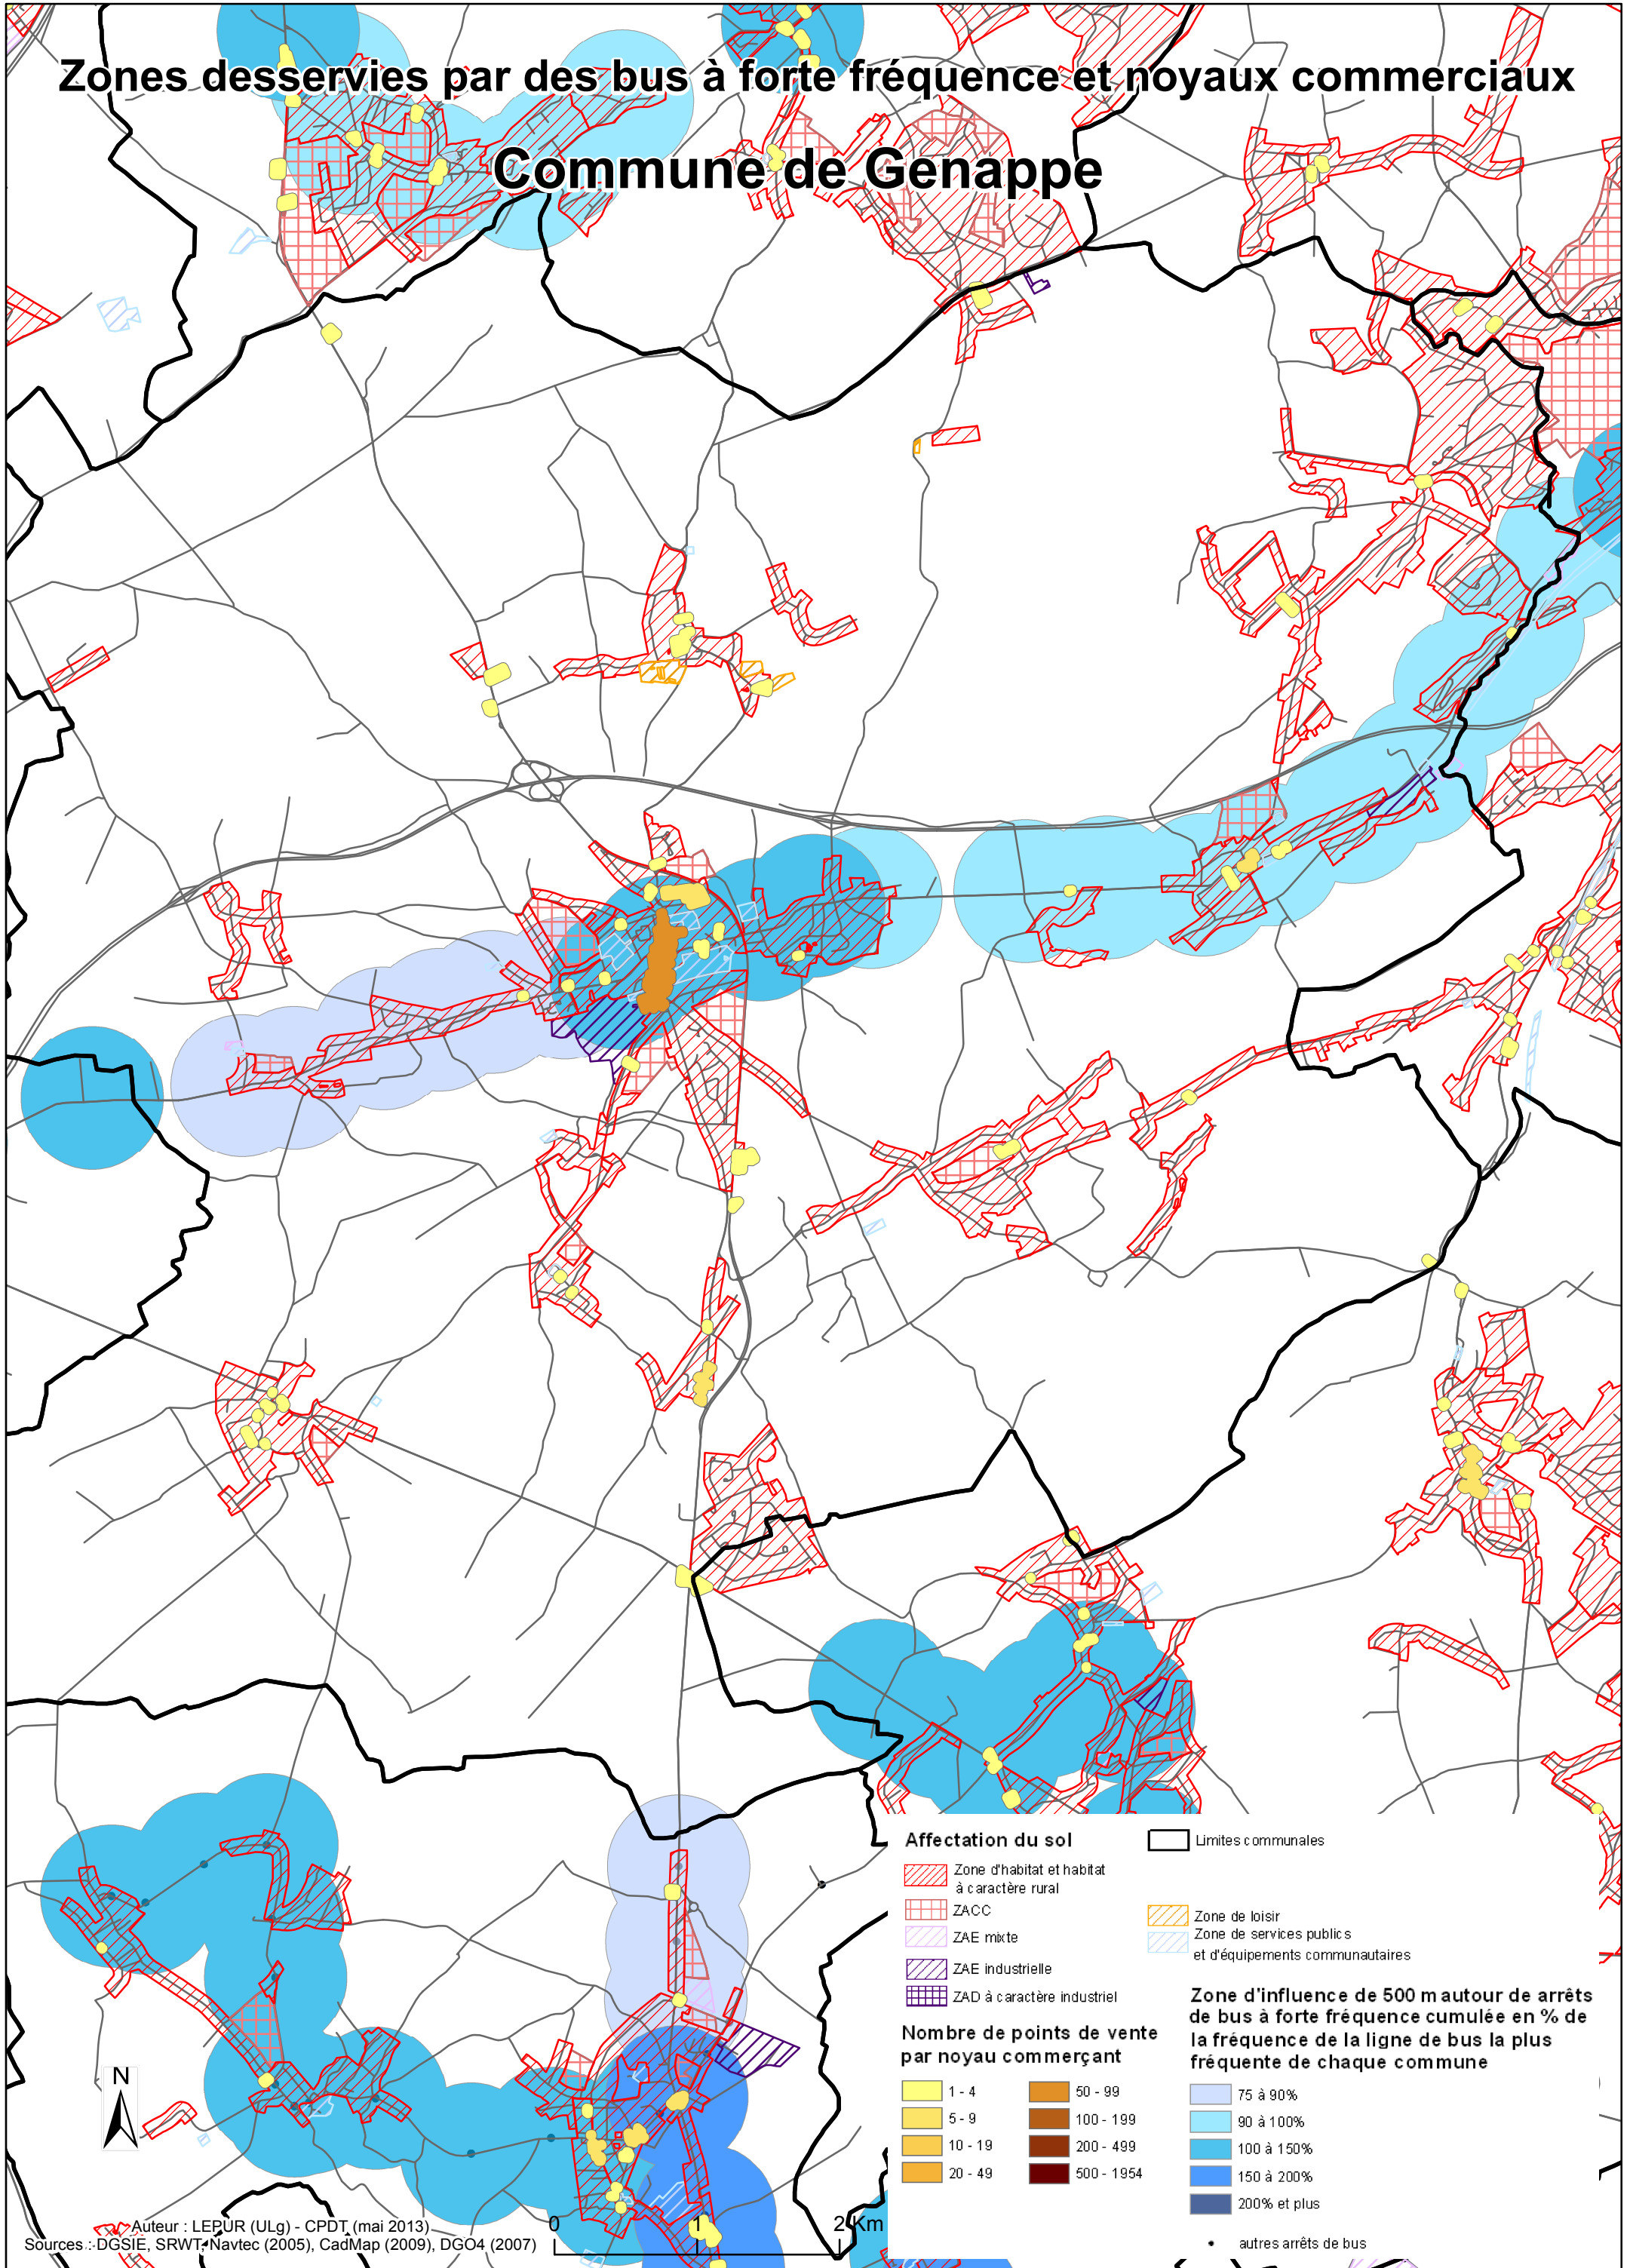 Zones desservies par des bus à forte fréquence et noyaux commerciaux
Commune de Genappe
Affectation du sol
Zone d'habitat et habitat
à caractère rural
ZACC
ZAE mixte
ZAE industrielle
ZAD à caractère industriel
Nombre de points de vente
par noyau commerçant
1 - 4
5 - 9
10 - 19
20 - 49
50 - 99
100 - 199
200 - 499
500 - 1954
Limites communales
Zone de loisir
Zone de services publics
et d'équipements communautaires
Zone d'influence de 500 m autour de arrêts
de bus à forte fréquence cumulée en % de
la fréquence de la ligne de bus la plus
fréquente de chaque commune
75 à 90%
90 à 100%
100 à 150%
150 à 200%
200% et plus
autres arrêts de bus
N
Auteur : LEPUR (ULg) - CPDT (mai 2013)
Sources : DGSIE, SRWT, Navtec (2005), CadMap (2009), DGO4 (2007)
0 1 2 Km